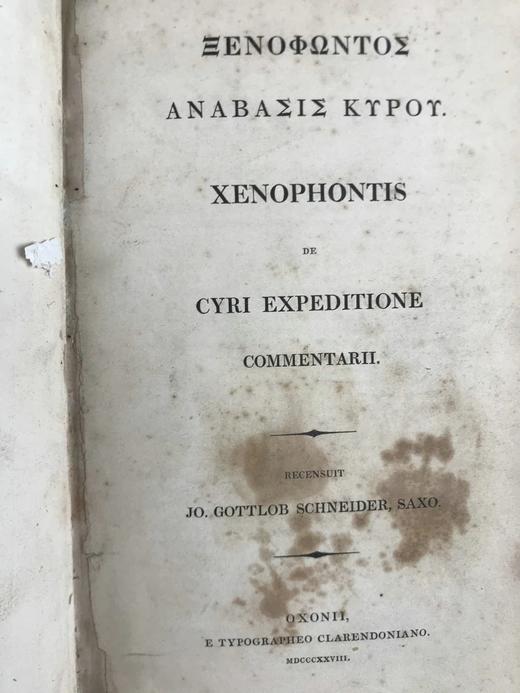 ΞΕΝΟΦΩΝΤΟΣ
ΑΝΑΒΑΣΙΣ ΚΥΡΟΥ.
XENOPHONTIS
DE
CYRI EXPEDITIONE
COMMENTARII.
RECENSUIT
JO. GOTTLOB SCHNEIDER, SAXO.
OXONII,
E TYPOGRAPHEO CLARENDONIANO.
MDCCCXXVIII.